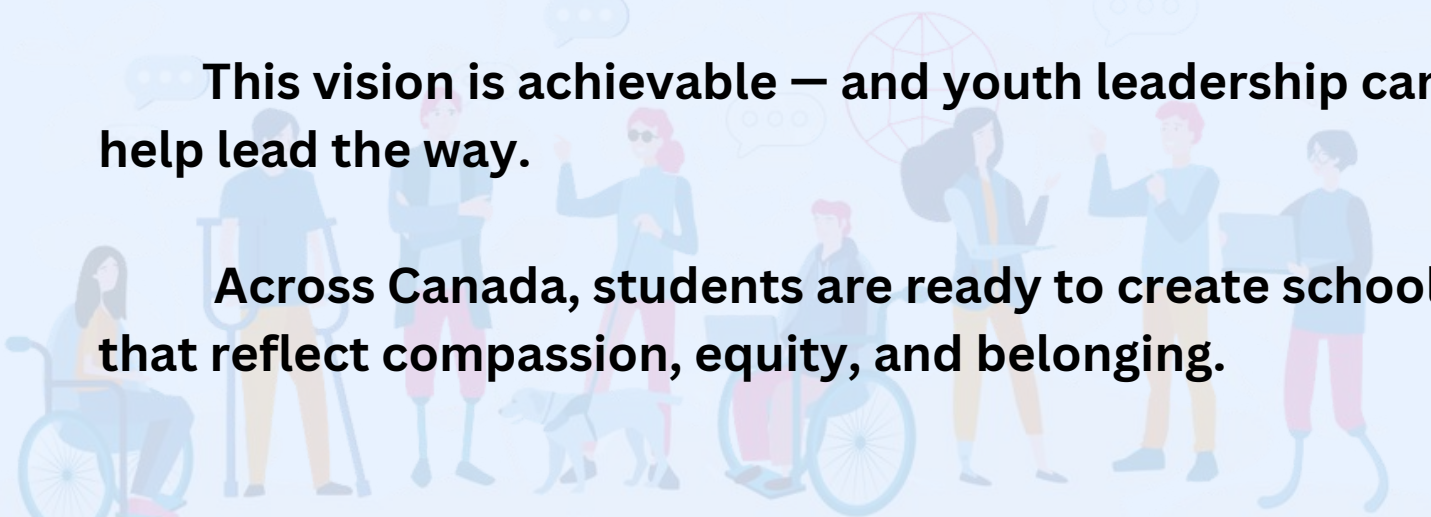 This vision is achievable — and youth leadership can
help lead the way.
Across Canada, students are ready to create school
that reflect compassion, equity, and belonging.